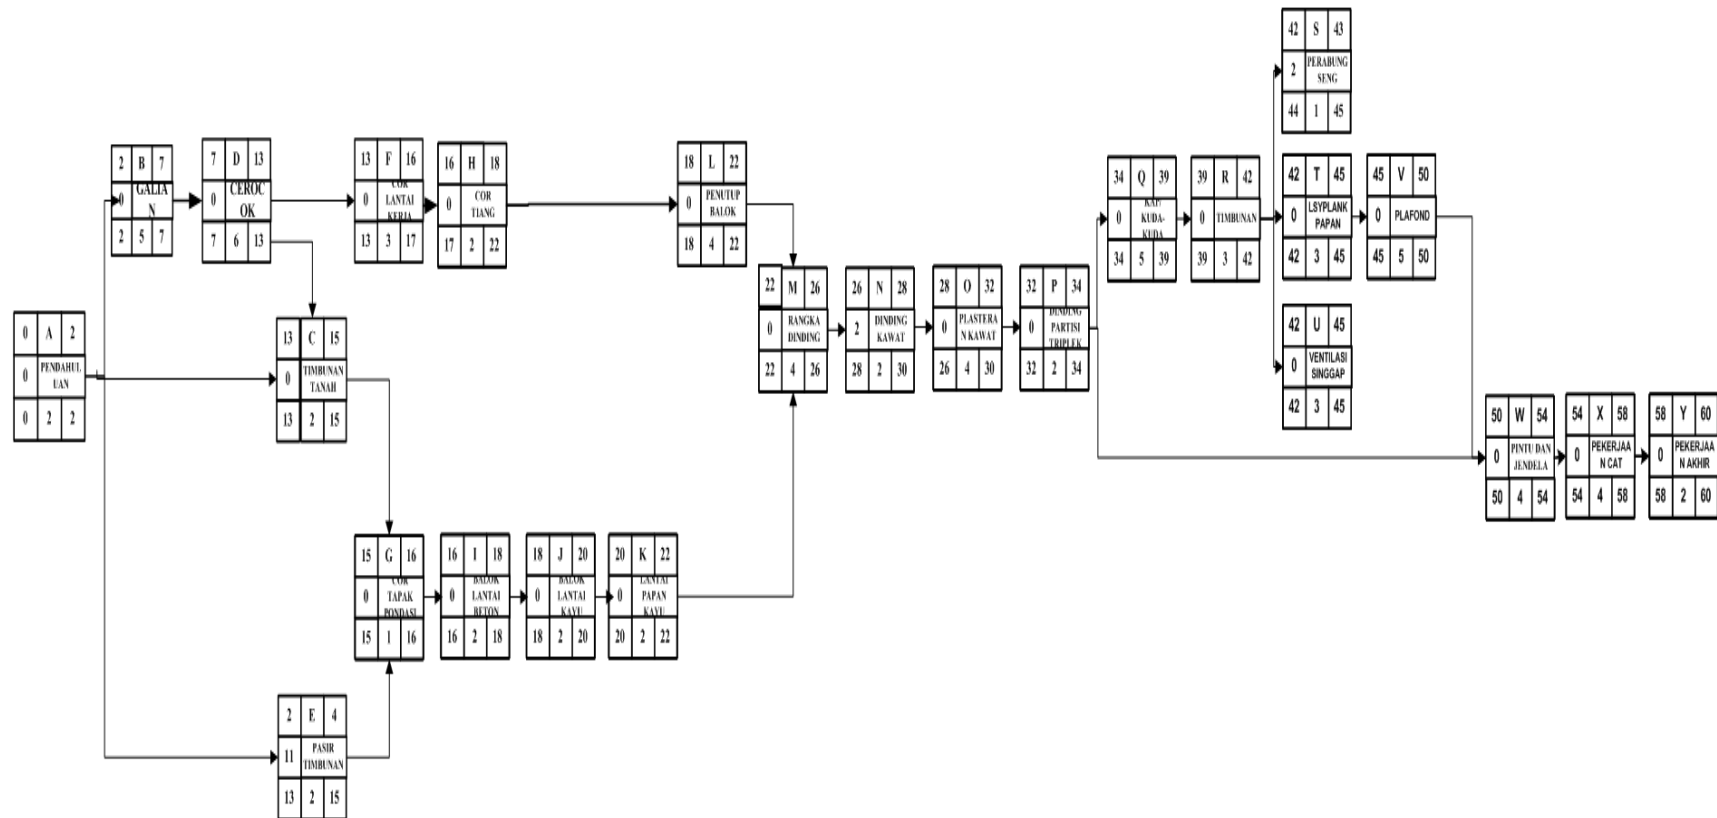 42 S 43
2 PERABUNG
SENG
44 1 45
2 B 7
0 GALIA
N
2 5 7
7 D 13
0 CEROC
OK
7 6 13
13 F 16
0 COR
LANTAI
KERJA
13 3 17
16 H 18
0 COR
TIANG
17 2 22
18 L 22
0 PENUTUP
BALOK
18 4 22
34 Q 39
0 KAP/
KUDA-
KUDA
34 5 39
39 R 42
0 TIMBUNAN
39 3 42
42 T 45
0 LSYPLANK
PAPAN
42 3 45
45 V 50
0 PLAFOND
45 5 50
22 M 26
0 RANGKA
DINDING
22 4 26
26 N 28
2 DINDING
KAWAT
28 2 30
28 O 32
0 PLASTERA
N KAWAT
26 4 30
32 P 34
0 DINDING
PARTISI
TRIPLEK
32 2 34
0 A 2
0 PENDAHUL
UAN
0 2 2
13 C 15
0 TIMBUNAN
TANAH
13 2 15
42 U 45
0 VENTILASI
SINGGAP
42 3 45
50 W 54
0 PINTU DAN
JENDELA
50 4 54
54 X 58
0 PEKERJAA
N CAT
54 4 58
58 Y 60
0 PEKERJAA
N AKHIR
58 2 60
15 G 16
0 COR
TAPAK
PONDASI
15 1 16
16 I 18
0 BALOK
LANTAI
BETON
16 2 18
18 J 20
0 BALOK
LANTAI
KAYU
18 2 20
20 K 22
0 LANTAI
PAPAN
KAYU
20 2 22
2 E 4
11 PASIR
TIMBUNAN
13 2 15